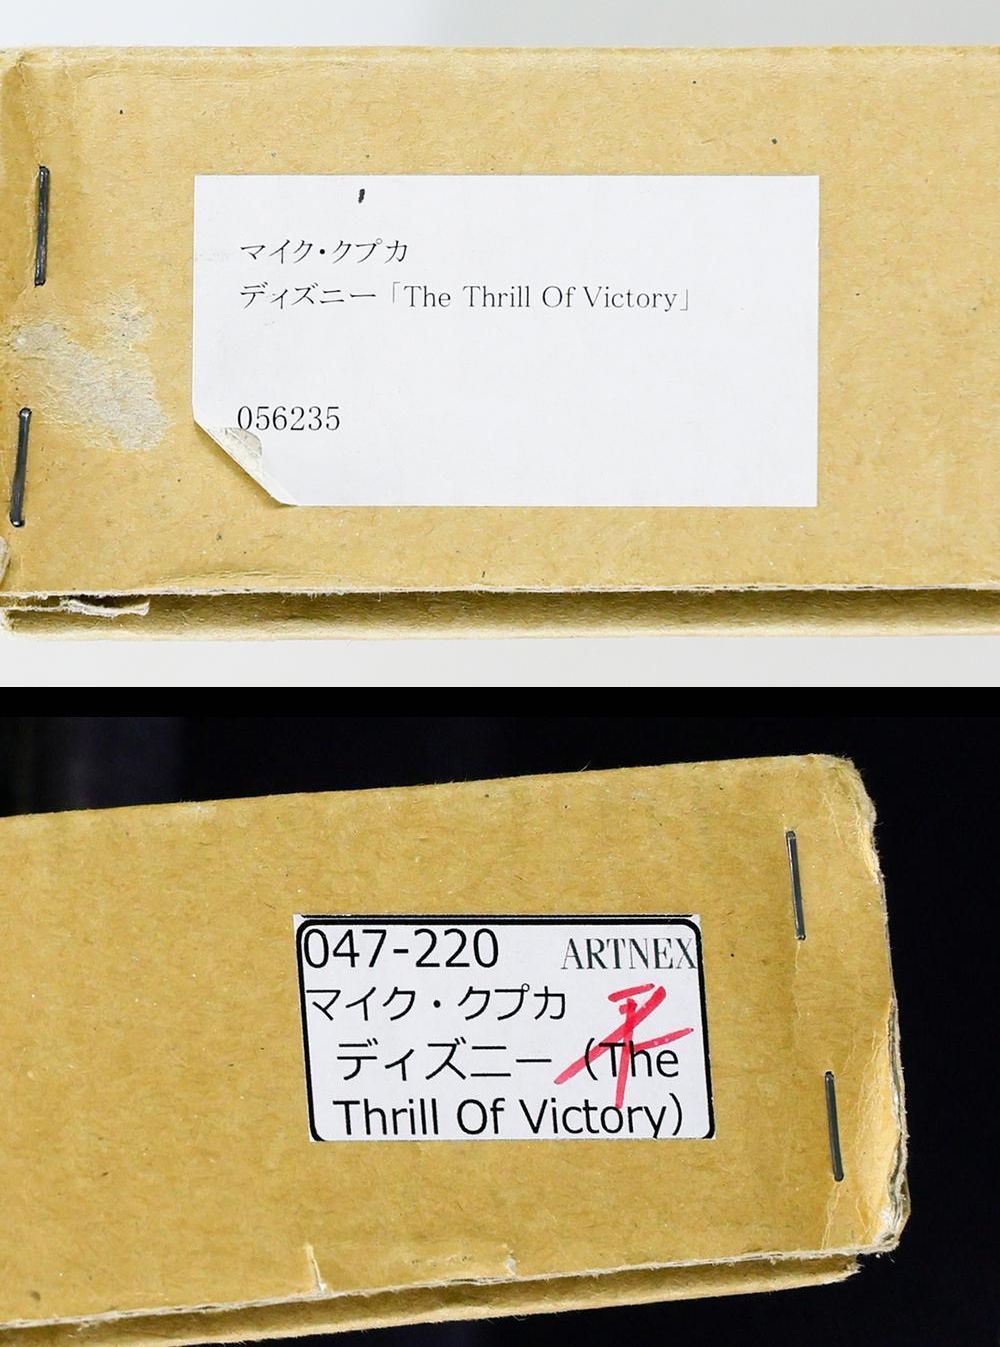 マイク・クプカ
ディズニー「The Thrill Of Victory」
056235
047-220 ARTNEX
マイク・クプカ
ディズニー（The
Thrill Of Victory）